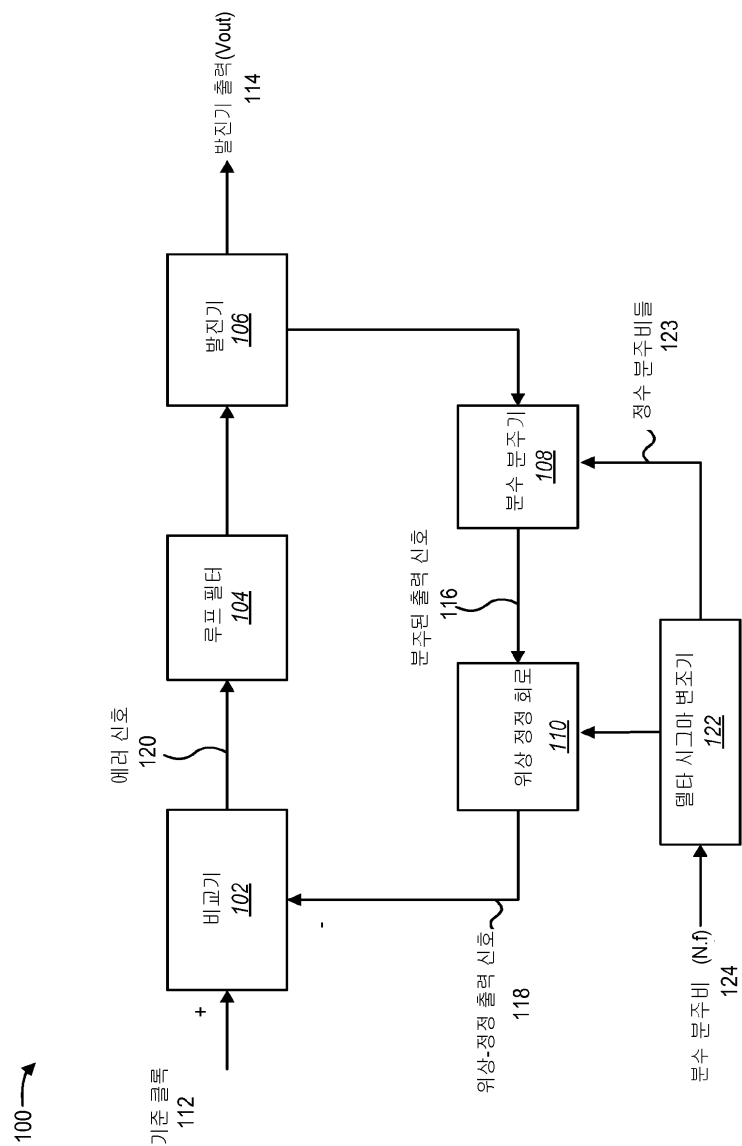 100
기준 클록
112
+
-
비교기
102
에러 신호
120
루프 필터
104
발진기
106
발진기 출력(Vout)
114
위상-정정 출력 신호
118
위상 정정 회로
110
분주된 출력 신호
116
분수 분주기
108
정수 분주비들
123
분수 분주비 (N.f)
124
델타 시그마 변조기
122